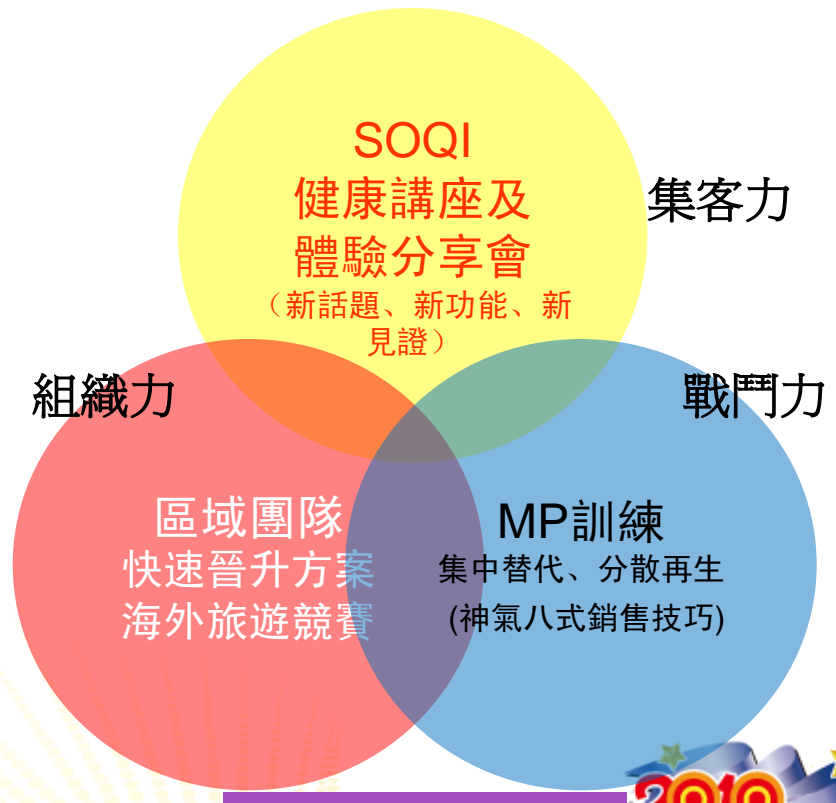 SOQI
健康講座及
體驗分享會
（新話題、新功能、新
見證）
集客力
組織力
戰鬥力
區域團隊
快速晉升方案
海外旅遊競賽
MP訓練
集中替代、分散再生
(神氣八式銷售技巧)
2010